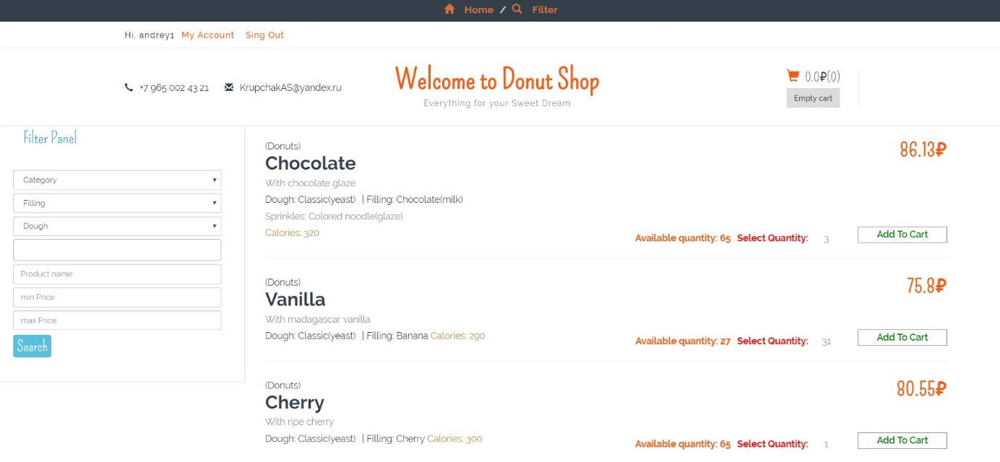 Home / Filter
Hi, andrey1 My Account Sing Out
+7 965 002 43 21 KrupchakAS@yandex.ru
Welcome to Donut Shop
Everything for your Sweet Dream
0.0₽(0)
Empty cart
Filter Panel
Category
Filling
Dough
Product name
min Price
max Price
Search
(Donuts)
Chocolate
86.13₽
With chocolate glaze
Dough: Classic(yeast) | Filling: Chocolate(milk)
Sprinkles: Colored noodle(glaze)
Calories: 320
Available quantity: 65 Select Quantity: 3 Add To Cart
(Donuts)
Vanilla
75.8₽
With madagascar vanilla
Dough: Classic(yeast) | Filling: Banana Calories: 290
Available quantity: 27 Select Quantity: 31 Add To Cart
(Donuts)
Cherry
80.55₽
With ripe cherry
Dough: Classic(yeast) | Filling: Cherry Calories: 300
Available quantity: 65 Select Quantity: 1 Add To Cart